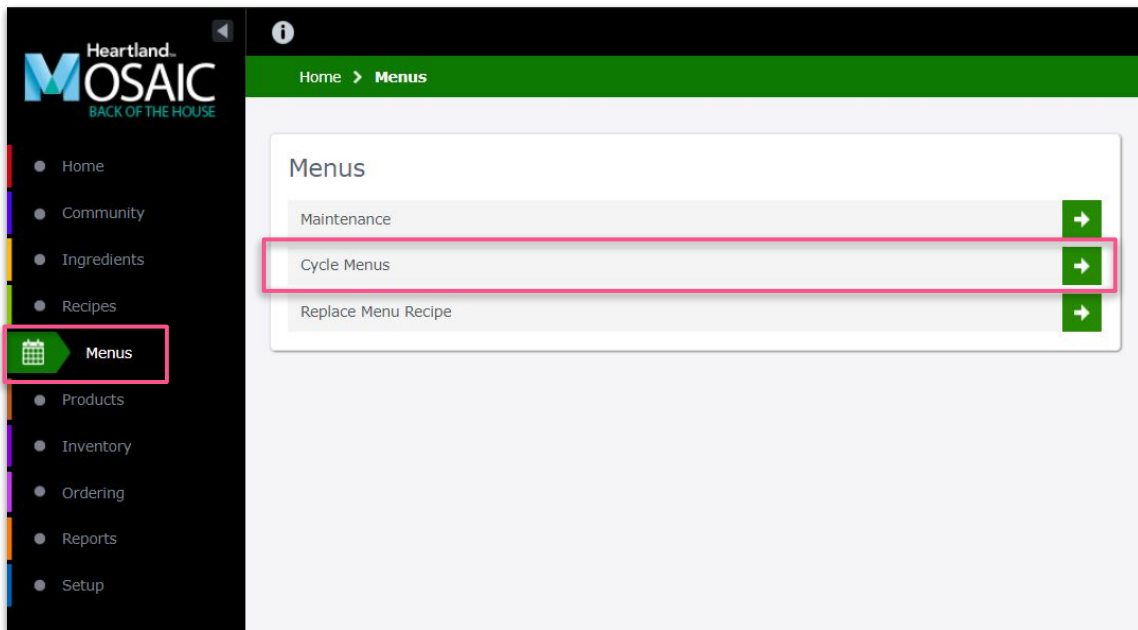 Heartland
MOSAIC
BACK OF THE HOUSE
Home
Community
Ingredients
Recipes
Menus
Products
Inventory
Ordering
Reports
Setup
Home > Menus
Menus
Maintenance
Cycle Menus
Replace Menu Recipe